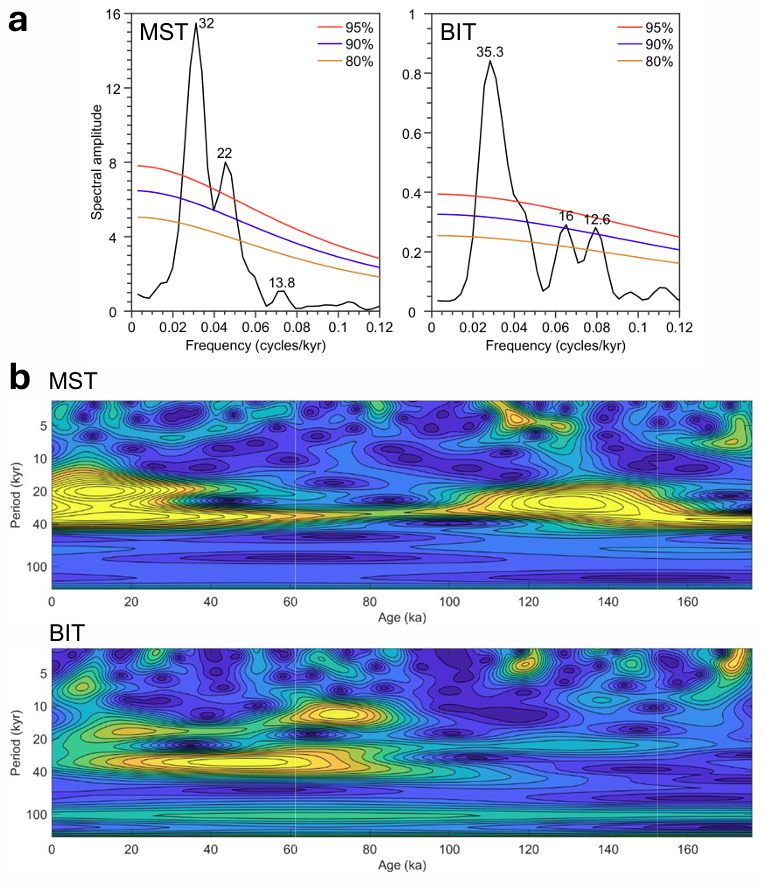 a
MST
32
22
13.8
95%
90%
80%
16
12
8
4
0
Spectral amplitude
0 0.02 0.04 0.06 0.08 0.1 0.12
Frequency (cycles/kyr)
BIT
35.3
16
12.6
95%
90%
80%
1
0.8
0.6
0.4
0.2
0
0 0.02 0.04 0.06 0.08 0.1 0.12
Frequency (cycles/kyr)
b
MST
5
10
20
40
100
Period (kyr)
0 20 40 60 80 100 120 140 160
Age (ka)
BIT
5
10
20
40
100
Period (kyr)
0 20 40 60 80 100 120 140 160
Age (ka)